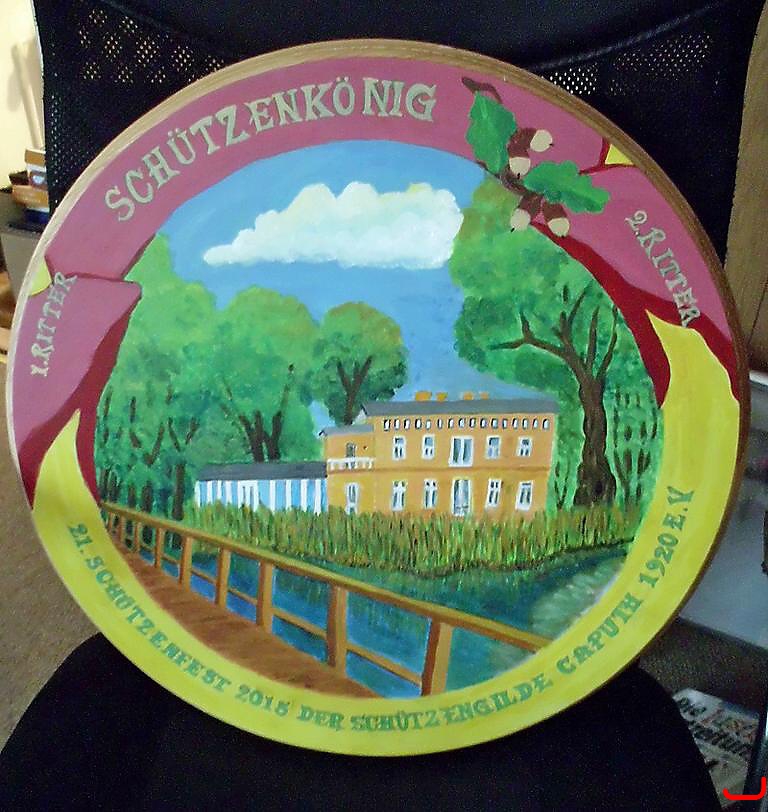 SCHÜTZENKÖNIG
1. RITTER
2. RITTER
21. SCHÜTZENFEST 2015 DER SCHÜTZENGILDE CAPUTH 1920 E.V